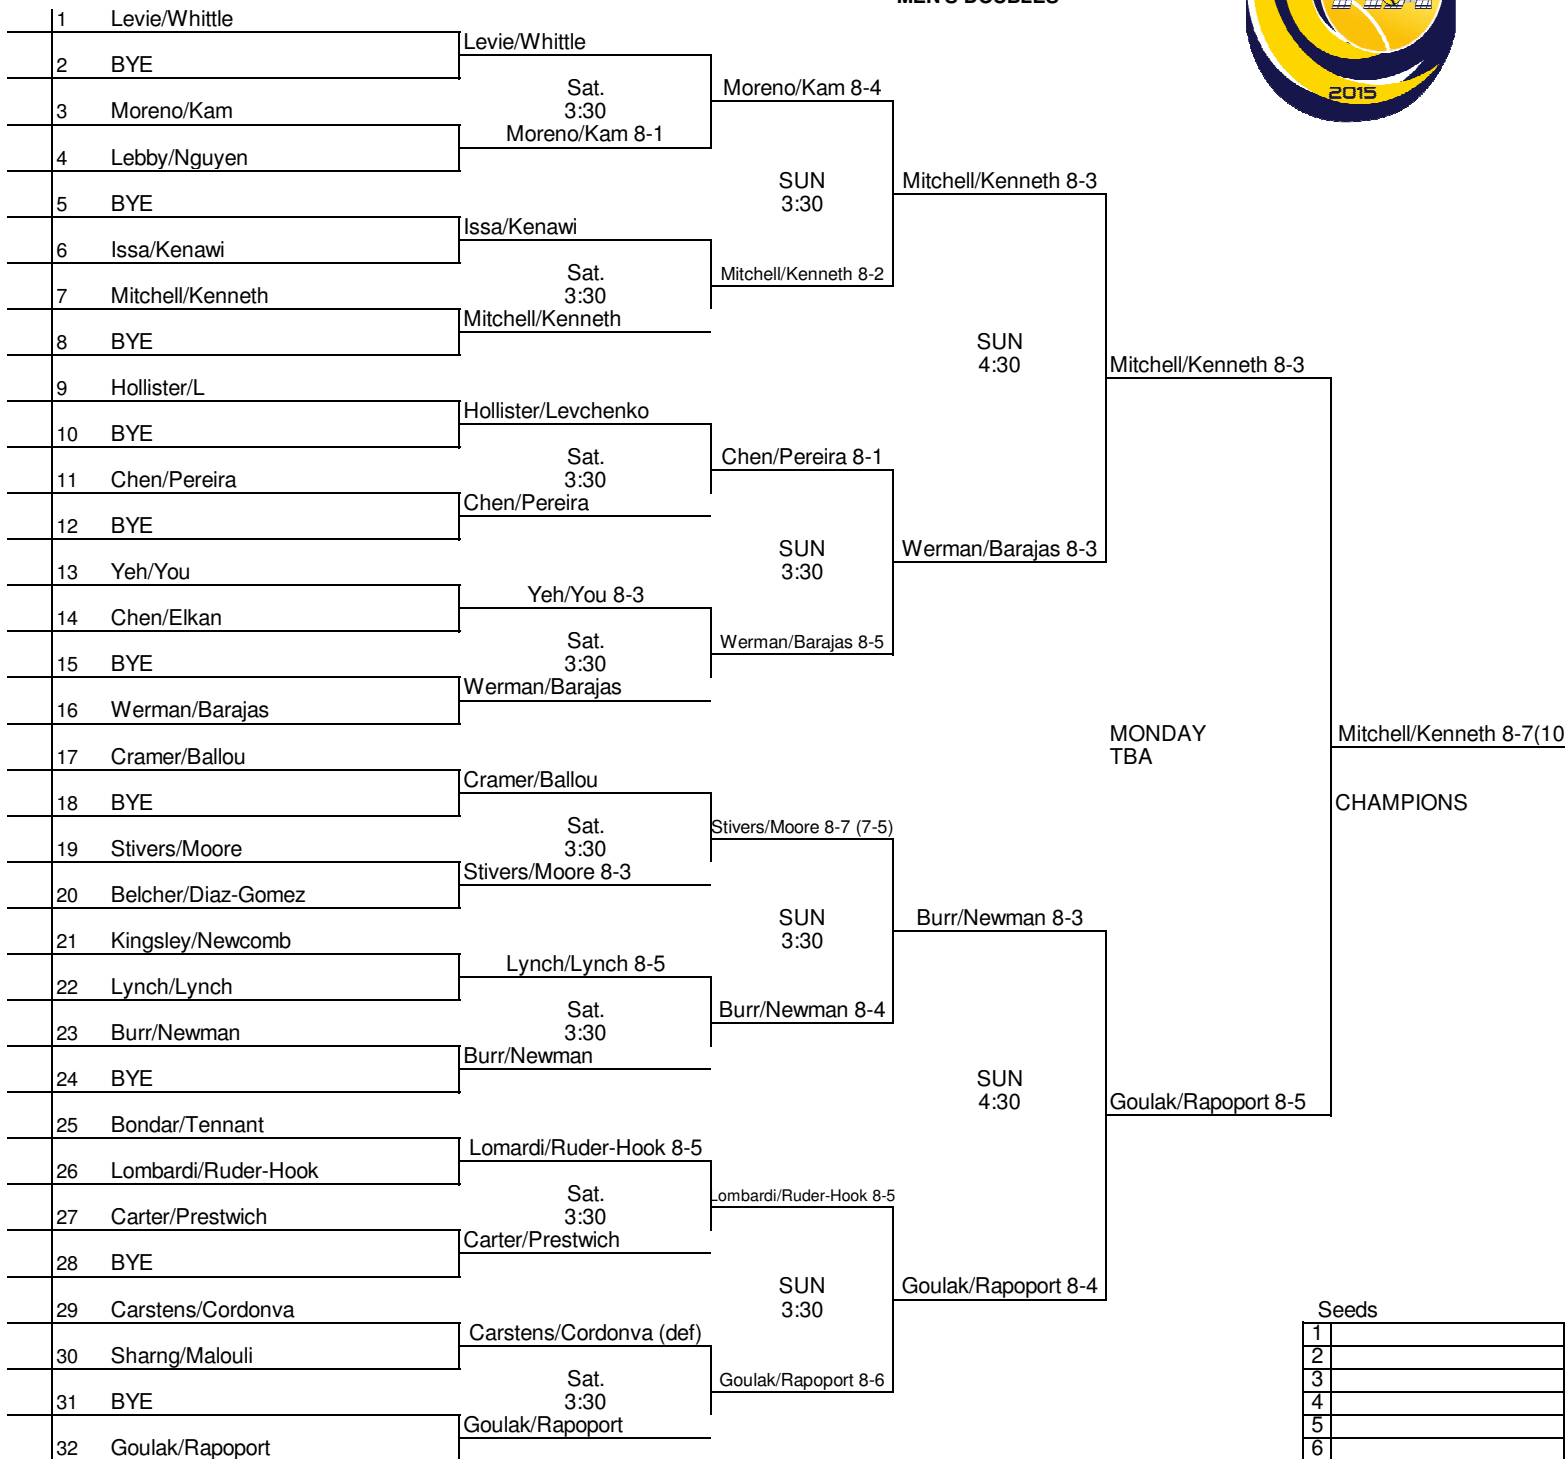 MEN'S DOUBLES
2015
1 Levie/Whittle
Levie/Whittle
2 BYE
Sat.
3:30
Moreno/Kam 8-4
3 Moreno/Kam
Moreno/Kam 8-1
4 Lebby/Nguyen
SUN
3:30
Mitchell/Kenneth 8-3
5 BYE
Issa/Kenawi
6 Issa/Kenawi
Sat.
3:30
Mitchell/Kenneth 8-2
7 Mitchell/Kenneth
Mitchell/Kenneth
8 BYE
SUN
4:30
Mitchell/Kenneth 8-3
9 Hollister/L
Hollister/Levchenko
10 BYE
Sat.
3:30
Chen/Pereira 8-1
11 Chen/Pereira
Chen/Pereira
12 BYE
SUN
3:30
Werman/Barajas 8-3
13 Yeh/You
Yeh/You 8-3
14 Chen/Elkan
Sat.
3:30
Werman/Barajas 8-5
15 BYE
Werman/Barajas
16 Werman/Barajas
MONDAY
TBA
Mitchell/Kenneth 8-7(10
CHAMPIONS
17 Cramer/Ballou
Cramer/Ballou
18 BYE
Sat.
3:30
Stivers/Moore 8-7 (7-5)
19 Stivers/Moore
Stivers/Moore 8-3
20 Belcher/Diaz-Gomez
SUN
3:30
Burr/Newman 8-3
21 Kingsley/Newcomb
Lynch/Lynch 8-5
22 Lynch/Lynch
Sat.
3:30
Burr/Newman 8-4
23 Burr/Newman
Burr/Newman
24 BYE
SUN
4:30
Goulak/Rapoport 8-5
25 Bondar/Tennant
Lomardi/Ruder-Hook 8-5
26 Lombardi/Ruder-Hook
Sat.
3:30
Lombardi/Ruder-Hook 8-5
27 Carter/Prestwich
Carter/Prestwich
28 BYE
SUN
3:30
Goulak/Rapoport 8-4
29 Carstens/Cordonva
Carstens/Cordonva (def)
30 Sharng/Malouli
Sat.
3:30
Goulak/Rapoport 8-6
31 BYE
Goulak/Rapoport
32 Goulak/Rapoport
Seeds
1
2
3
4
5
6